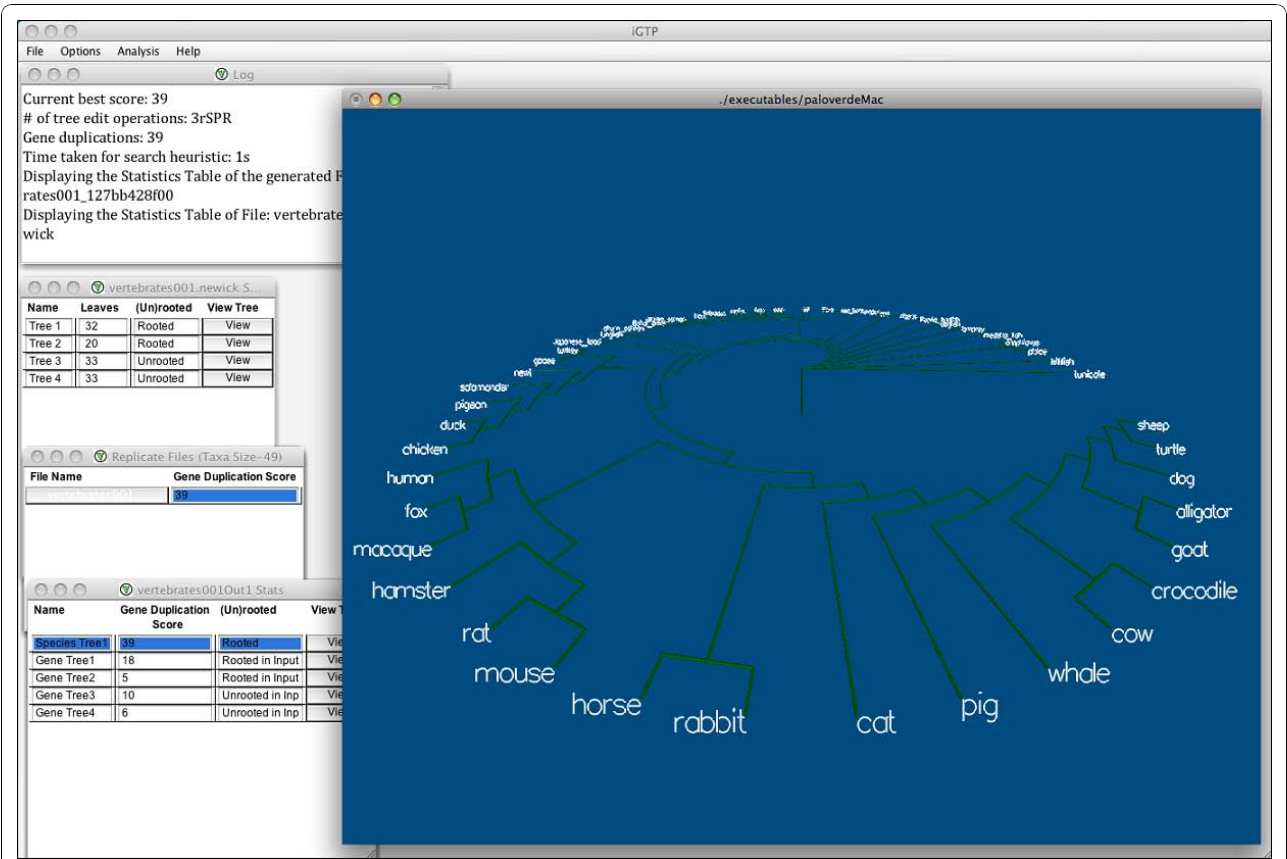 iGTP
File Options Analysis Help
Log
Current best score: 39
# of tree edit operations: 3rSPR
Gene duplications: 39
Time taken for search heuristic: 1s
Displaying the Statistics Table of the generated F
rates001_127bb428f00
Displaying the Statistics Table of File: vertebrate
wick
vertebrates001.newick S...
Name Leaves (Un)rooted View Tree
Tree 1 32 Rooted View
Tree 2 20 Rooted View
Tree 3 33 Unrooted View
Tree 4 33 Unrooted View
Replicate Files (Taxa Size-49)
File Name Gene Duplication Score
vertebrates001 39
vertebrates001Out1 Stats
Name Gene Duplication (Un)rooted View T
Score
Species Tree1 39 Rooted Vie
Gene Tree1 18 Rooted in Input Vie
Gene Tree2 5 Rooted in Input Vie
Gene Tree3 10 Unrooted in Inp Vie
Gene Tree4 6 Unrooted in Inp Vie
./executables/paloverdeMac
turkey
goose
newt
salamander
pigeon
duck
chicken
human
fox
macaque
hamster
rat
mouse
horse
rabbit
cat
pig
whale
cow
crocodile
goat
alligator
dog
turtle
sheep
tunicate